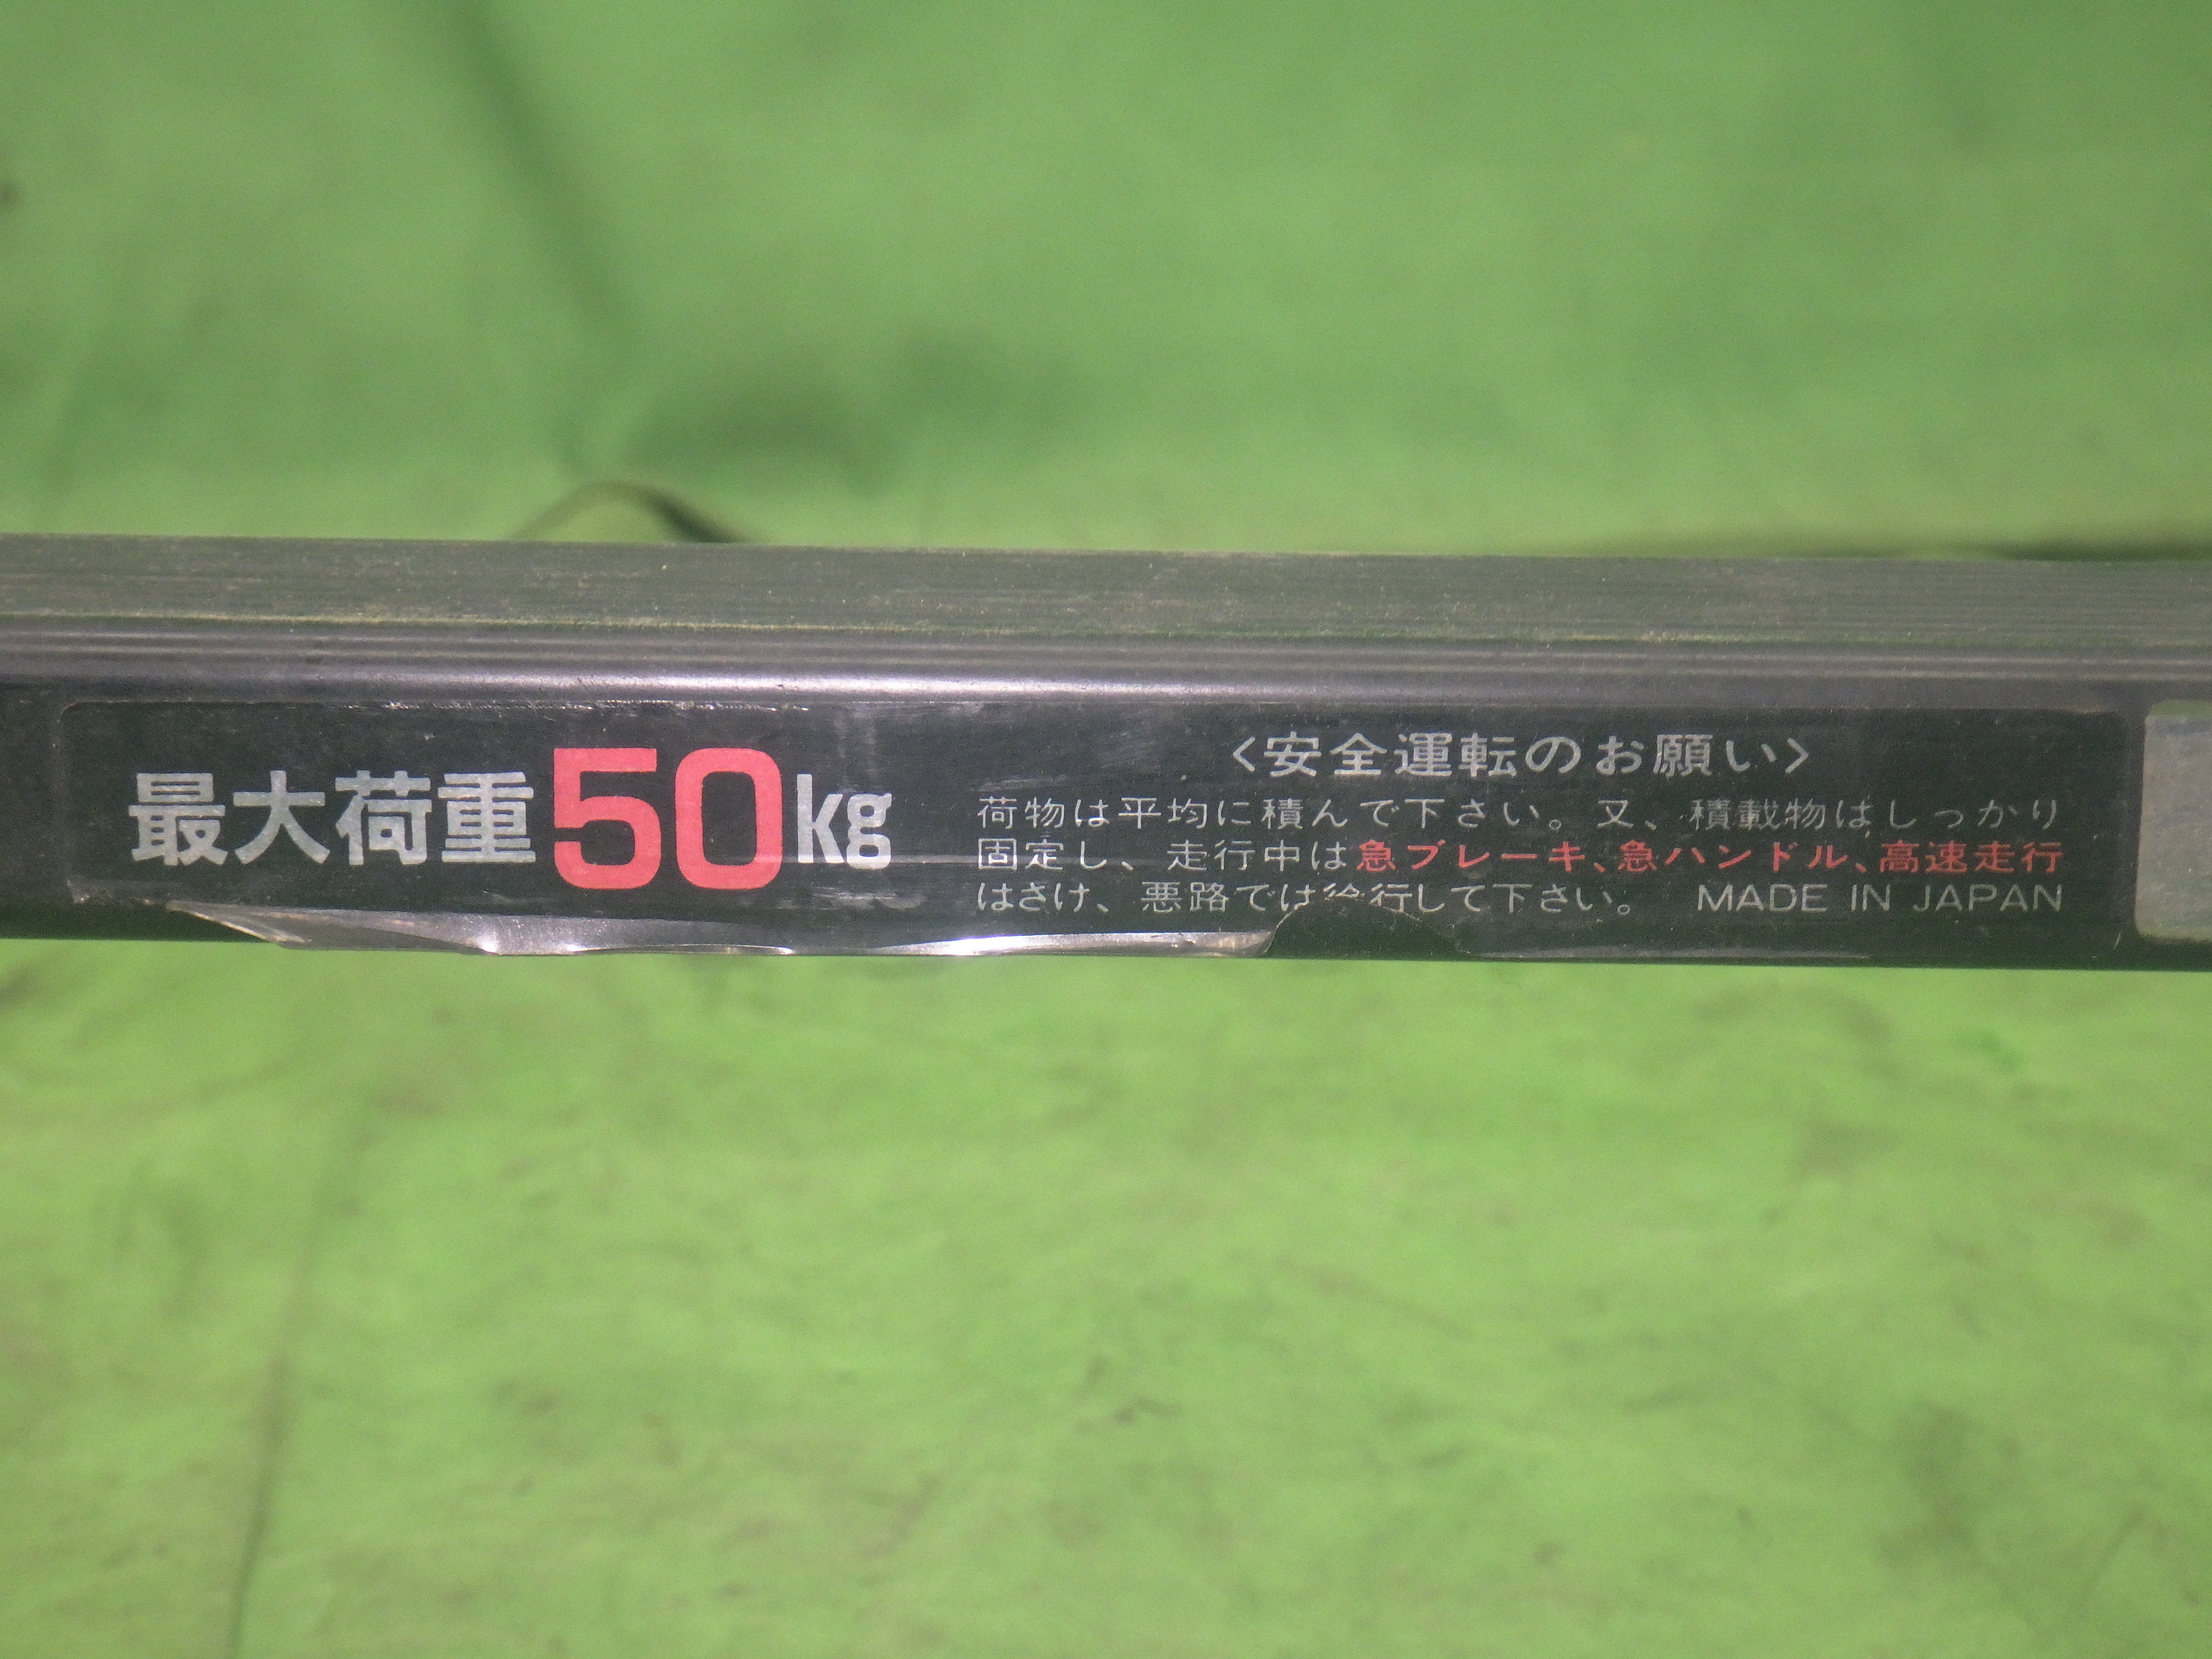 最大荷重50kg
〈安全運転のお願い〉
荷物は平均に積んで下さい。又、積載物はしっかり
固定し、走行中は急ブレーキ、急ハンドル、高速走行
はさけ、悪路では徐行して下さい。 MADE IN JAPAN